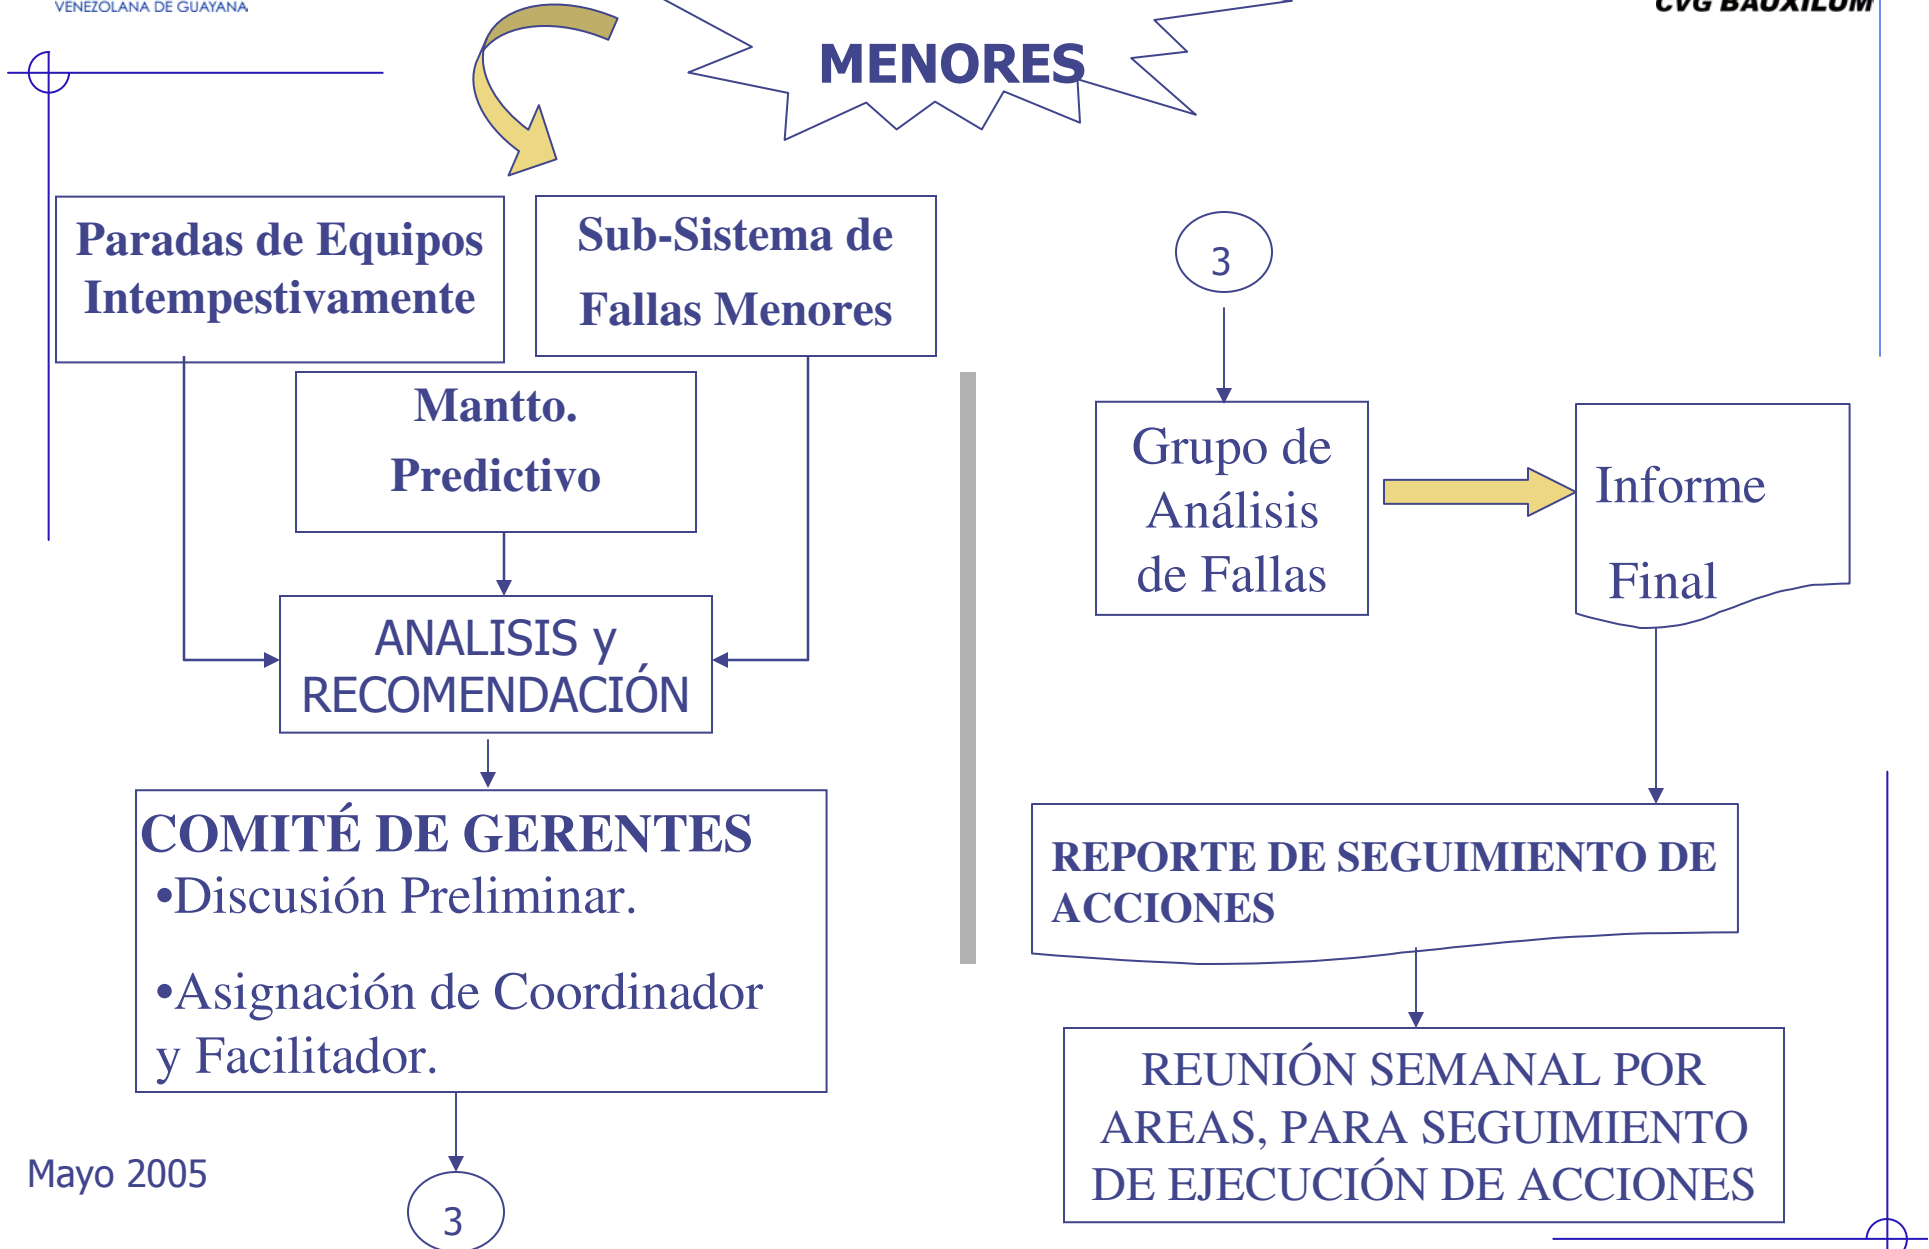 VENEZOLANA DE GUAYANA
CVG BAUXILUM
MENORES
Paradas de Equipos
Intempestivamente
Sub-Sistema de
Fallas Menores
Mantto.
Predictivo
ANALISIS y
RECOMENDACIÓN
COMITÉ DE GERENTES
•Discusión Preliminar.
•Asignación de Coordinador
y Facilitador.
3
Mayo 2005
3
Grupo de
Análisis
de Fallas
Informe
Final
REPORTE DE SEGUIMIENTO DE
ACCIONES
REUNIÓN SEMANAL POR
AREAS, PARA SEGUIMIENTO
DE EJECUCIÓN DE ACCIONES